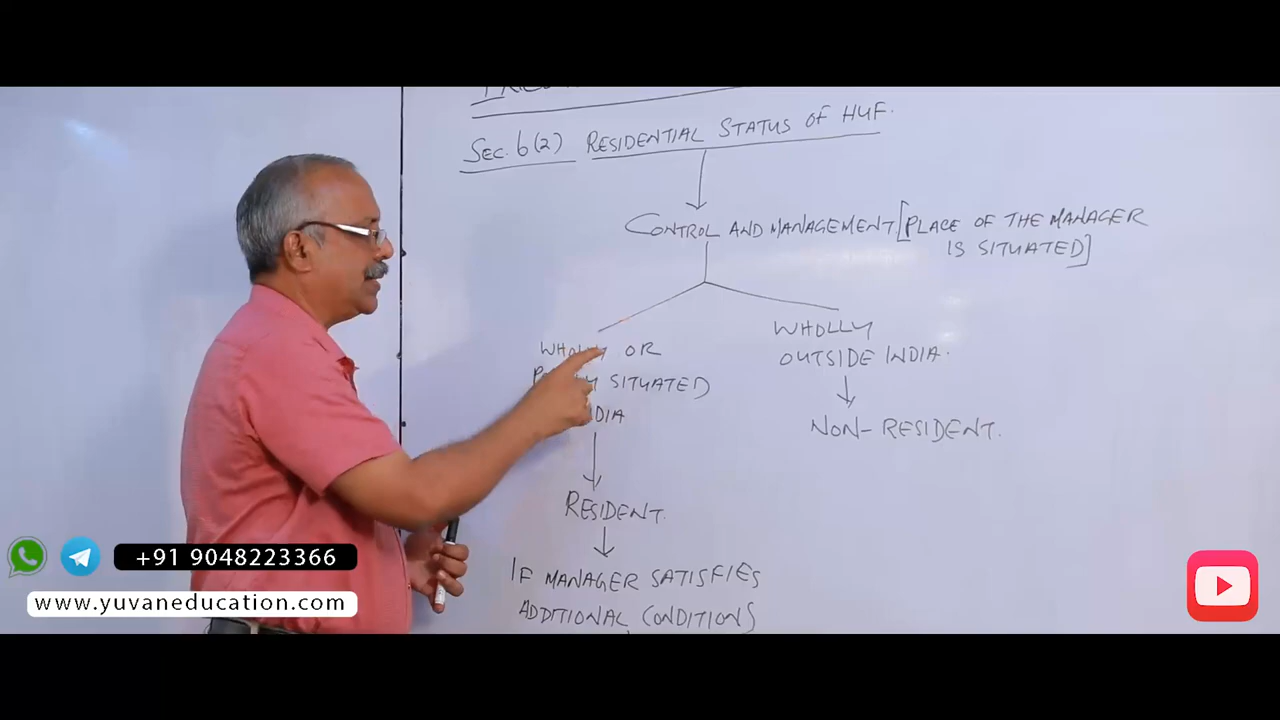 Sec. 6(2) RESIDENTIAL STATUS OF HUF.
CONTROL AND MANAGEMENT [PLACE OF THE MANAGER
IS SITUATED]
WHOLLY OR
SITUATED
WHOLLY
OUTSIDE INDIA.
NON-RESIDENT.
RESIDENT.
IF MANAGER SATISFIES
ADDITIONAL CONDITIONS
+91 9048223366
www.yuvaneducation.com